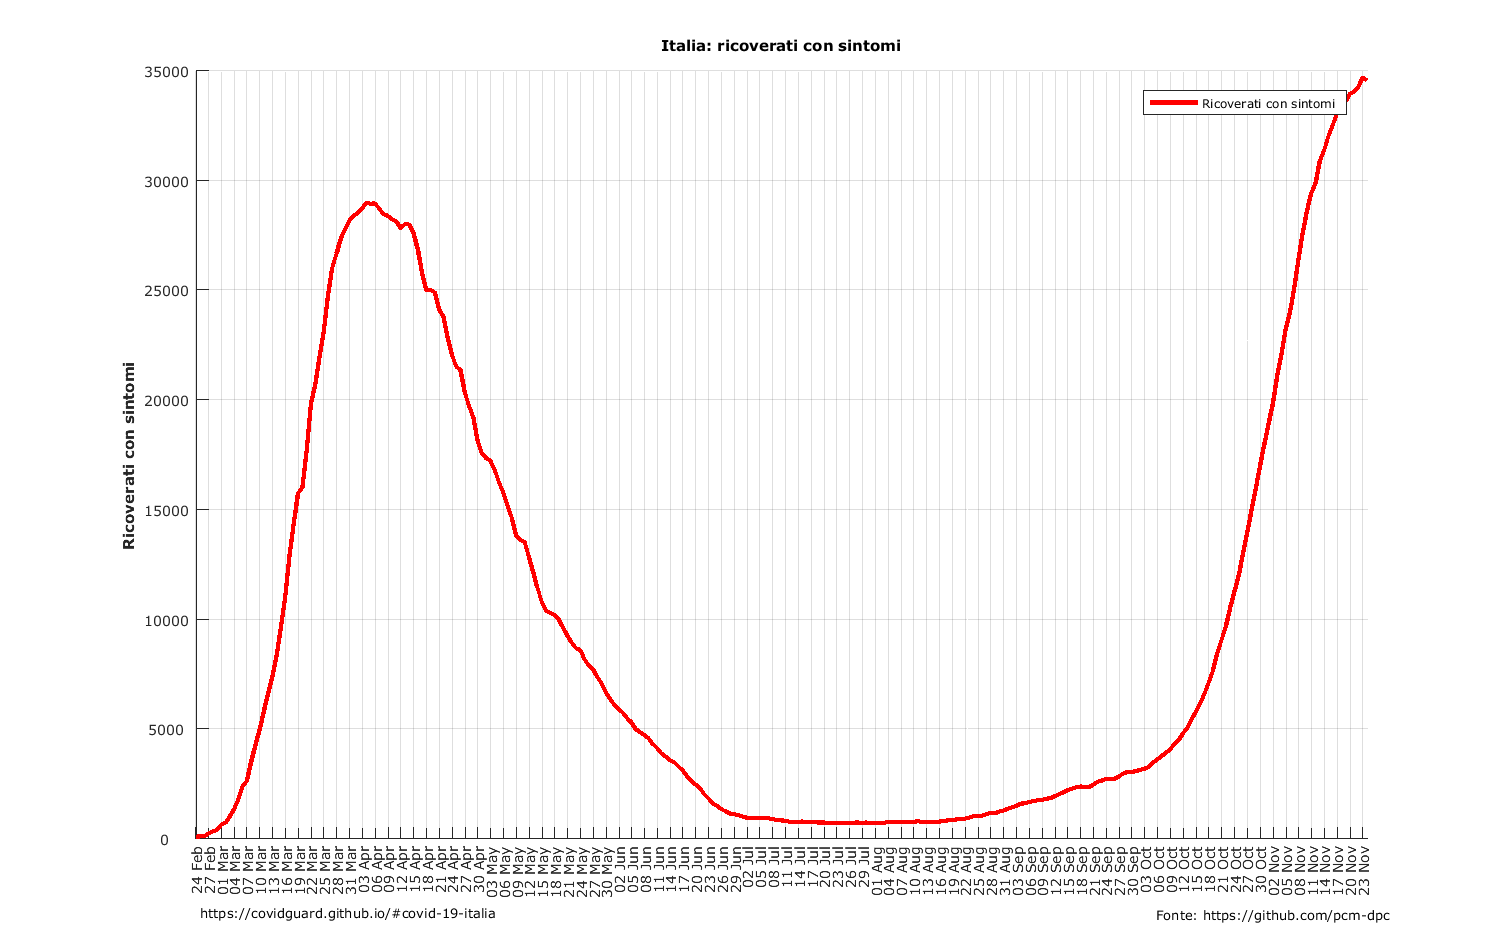 Italia: ricoverati con sintomi
Ricoverati con sintomi
Ricoverati con sintomi
35000
30000
25000
20000
15000
10000
5000
0
24 Feb
27 Feb
01 Mar
04 Mar
07 Mar
10 Mar
13 Mar
16 Mar
19 Mar
22 Mar
25 Mar
28 Mar
31 Mar
03 Apr
06 Apr
09 Apr
12 Apr
15 Apr
18 Apr
21 Apr
24 Apr
27 Apr
30 Apr
03 May
06 May
09 May
12 May
15 May
18 May
21 May
24 May
27 May
30 May
02 Jun
05 Jun
08 Jun
11 Jun
14 Jun
17 Jun
20 Jun
23 Jun
26 Jun
29 Jun
02 Jul
05 Jul
08 Jul
11 Jul
14 Jul
17 Jul
20 Jul
23 Jul
26 Jul
29 Jul
01 Aug
04 Aug
07 Aug
10 Aug
13 Aug
16 Aug
19 Aug
22 Aug
25 Aug
28 Aug
31 Aug
03 Sep
06 Sep
09 Sep
12 Sep
15 Sep
18 Sep
21 Sep
24 Sep
27 Sep
30 Sep
03 Oct
06 Oct
09 Oct
12 Oct
15 Oct
18 Oct
21 Oct
24 Oct
27 Oct
30 Oct
02 Nov
05 Nov
08 Nov
11 Nov
14 Nov
17 Nov
20 Nov
23 Nov
https://covidguard.github.io/#covid-19-italia
Fonte: https://github.com/pcm-dpc